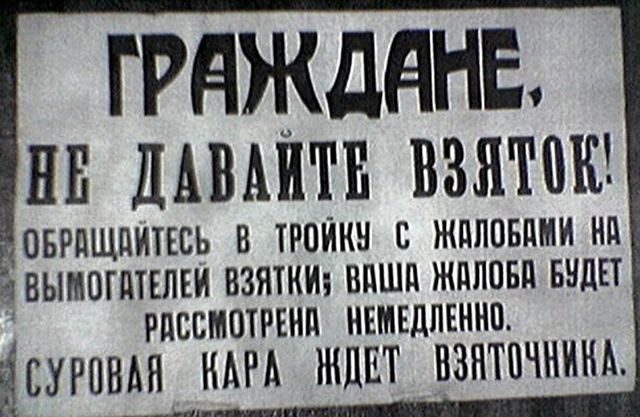 ГРАЖДАНЕ,
НЕ ДАВАЙТЕ ВЗЯТОК!
ОБРАЩАЙТЕСЬ В ТРОЙКУ С ЖАЛОБАМИ НА
ВЫМОГАТЕЛЕЙ ВЗЯТКИ; ВАША ЖАЛОБА БУДЕТ
РАССМОТРЕНА НЕМЕДЛЕННО.
СУРОВАЯ КАРА ЖДЕТ ВЗЯТОЧНИКА.